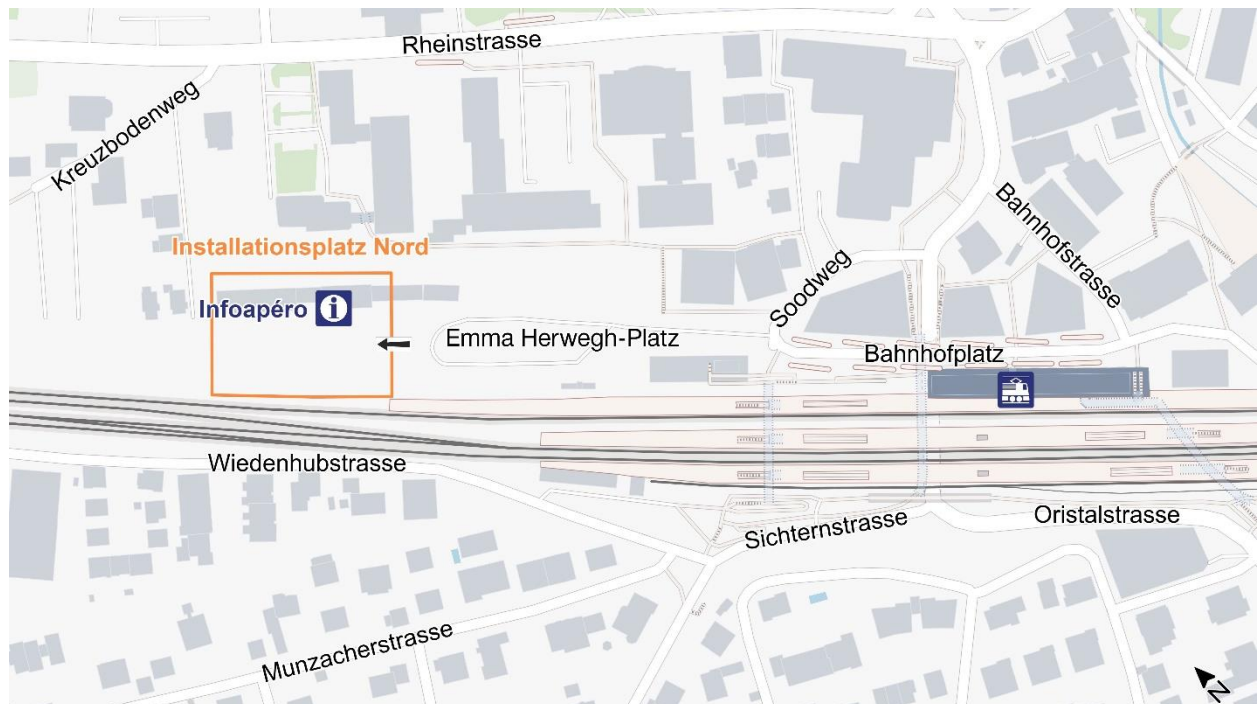 Rheinstrasse
Kreuzbodenweg
Bahnhofstrasse
Installationsplatz Nord
Soodweg
Infoapéro i
Emma Herwegh-Platz
Bahnhofplatz
Wiedenhubstrasse
Oristalstrasse
Sichternstrasse
Munzacherstrasse
N